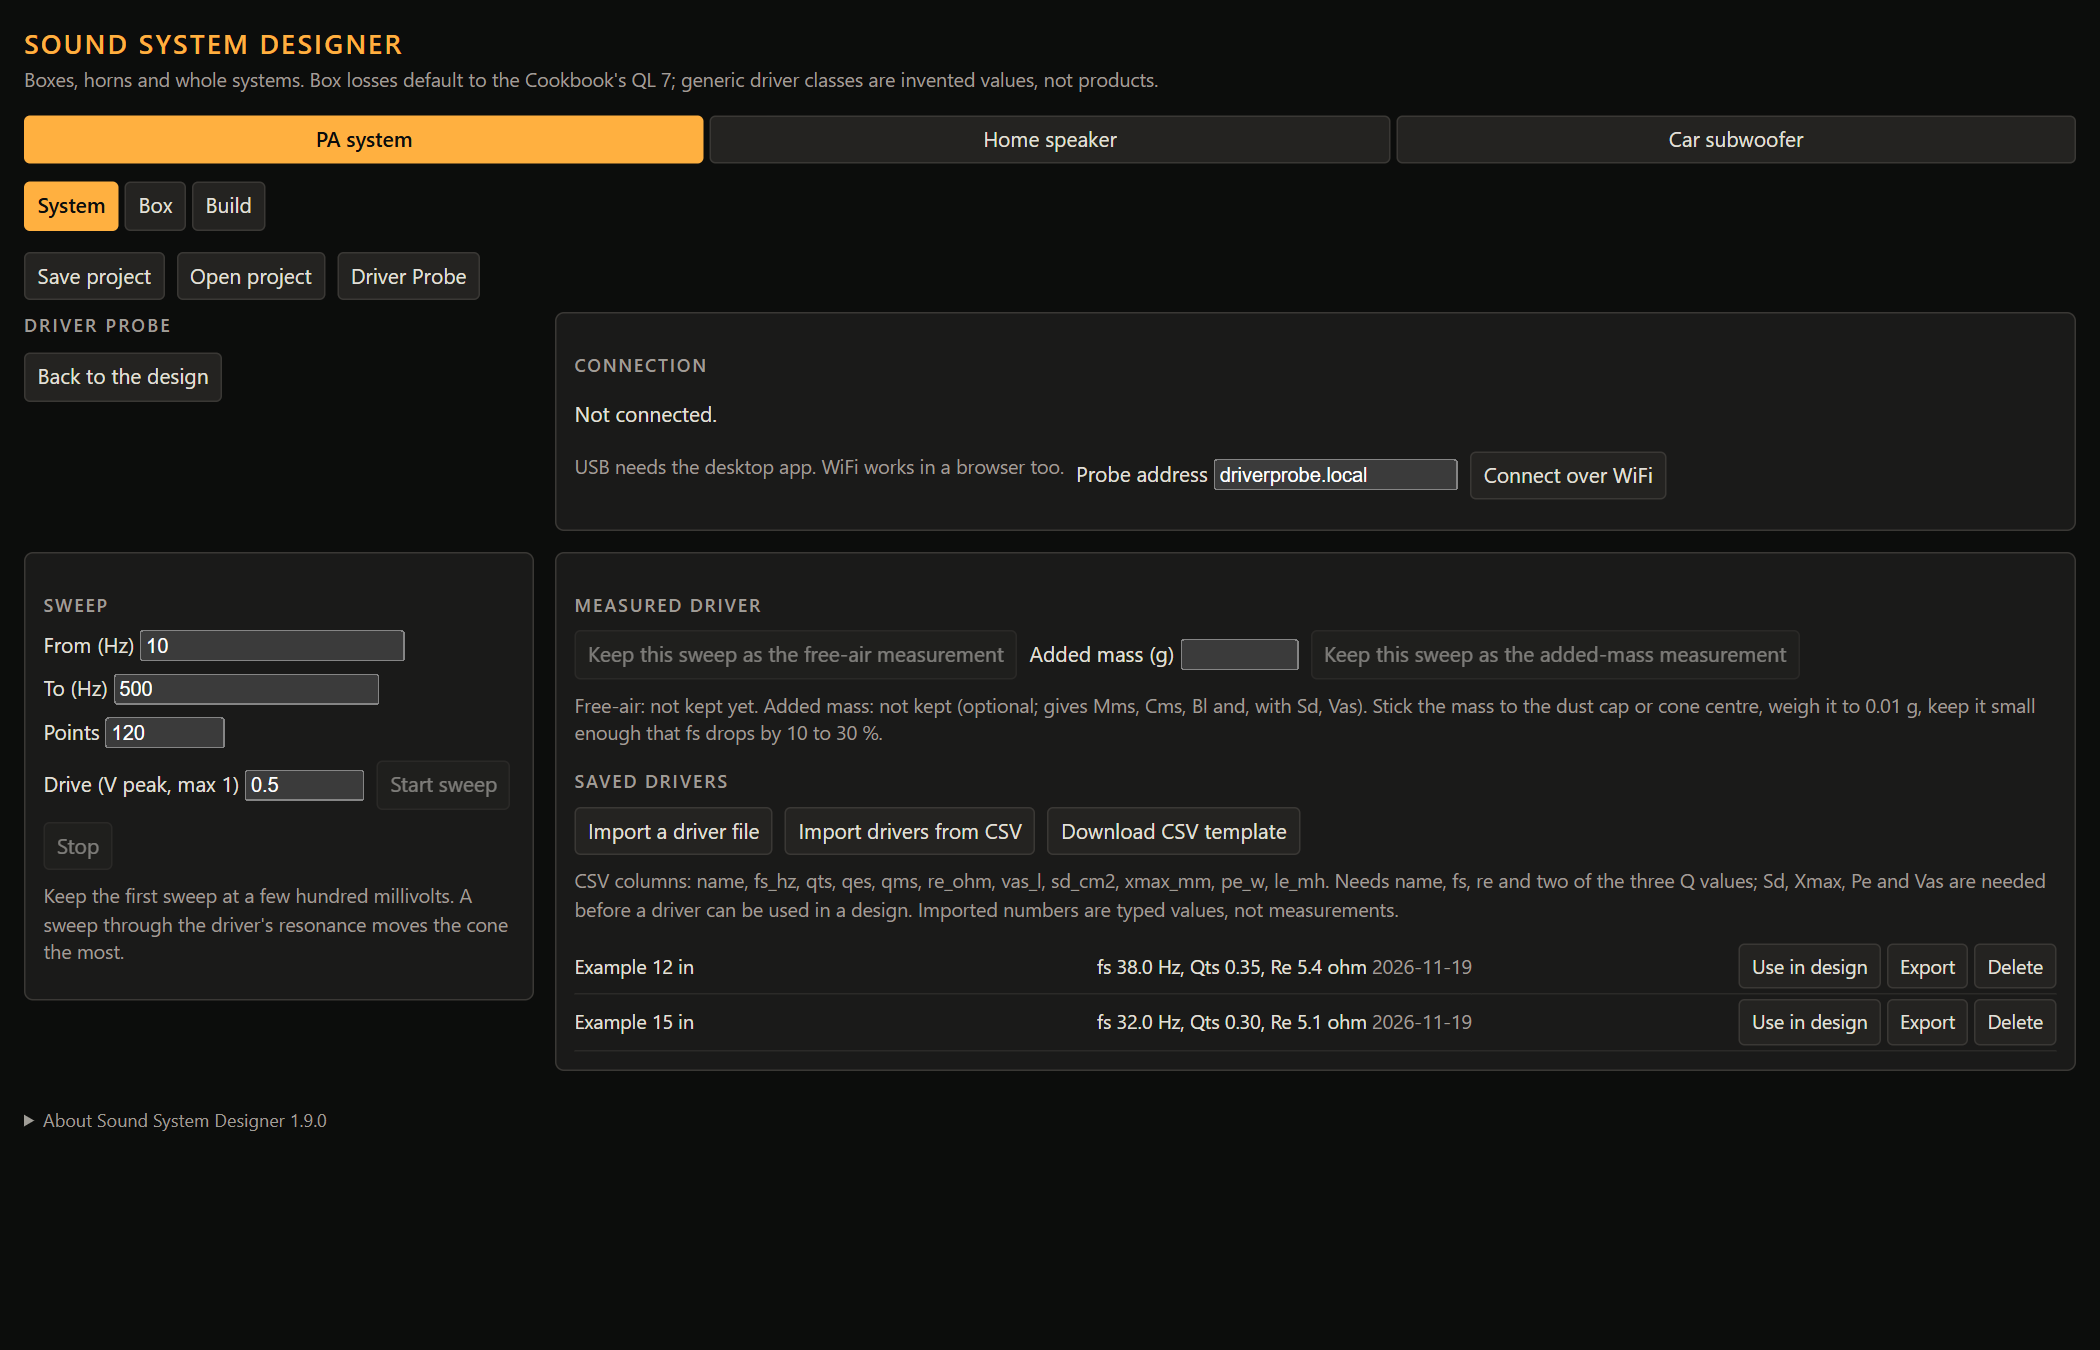 SOUND SYSTEM DESIGNER
Boxes, horns and whole systems. Box losses default to the Cookbook's QL 7; generic driver classes are invented values, not products.
PA system
Home speaker
Car subwoofer
System
Box
Build
Save project
Open project
Driver Probe
DRIVER PROBE
Back to the design
CONNECTION
Not connected.
USB needs the desktop app. WiFi works in a browser too.
Probe address driverprobe.local
Connect over WiFi
SWEEP
From (Hz) 10
To (Hz) 500
Points 120
Drive (V peak, max 1) 0.5
Start sweep
Stop
Keep the first sweep at a few hundred millivolts. A
sweep through the driver's resonance moves the cone
the most.
MEASURED DRIVER
Keep this sweep as the free-air measurement
Added mass (g)
Keep this sweep as the added-mass measurement
Free-air: not kept yet. Added mass: not kept (optional; gives Mms, Cms, Bl and, with Sd, Vas). Stick the mass to the dust cap or cone centre, weigh it to 0.01 g, keep it small
enough that fs drops by 10 to 30 %.
SAVED DRIVERS
Import a driver file
Import drivers from CSV
Download CSV template
CSV columns: name, fs_hz, qts, qes, qms, re_ohm, vas_l, sd_cm2, xmax_mm, pe_w, le_mh. Needs name, fs, re and two of the three Q values; Sd, Xmax, Pe and Vas are needed
before a driver can be used in a design. Imported numbers are typed values, not measurements.
Example 12 in
fs 38.0 Hz, Qts 0.35, Re 5.4 ohm 2026-11-19
Use in design
Export
Delete
Example 15 in
fs 32.0 Hz, Qts 0.30, Re 5.1 ohm 2026-11-19
Use in design
Export
Delete
About Sound System Designer 1.9.0